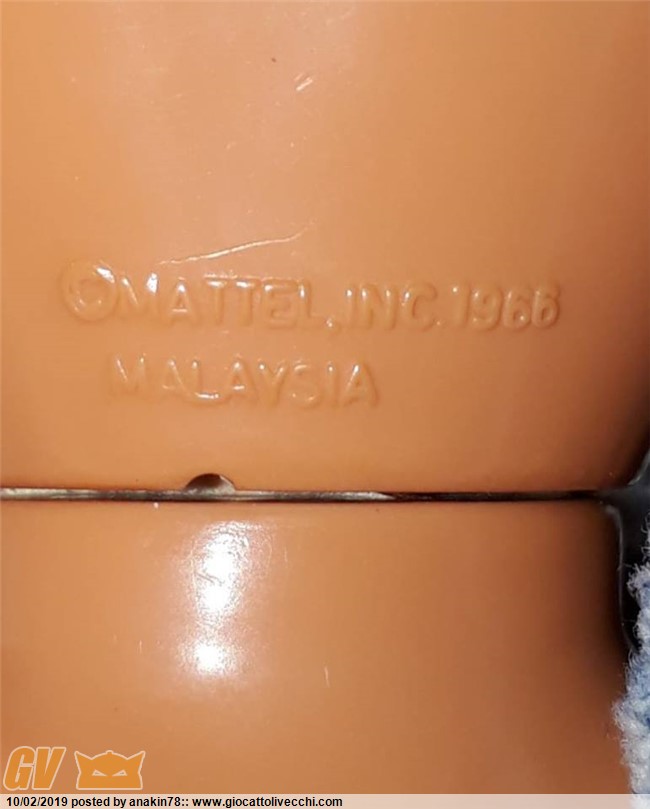 ©MATTEL,INC.1966
MALAYSIA
GV
10/02/2019 posted by anakin78:: www.giocattolivecchi.com